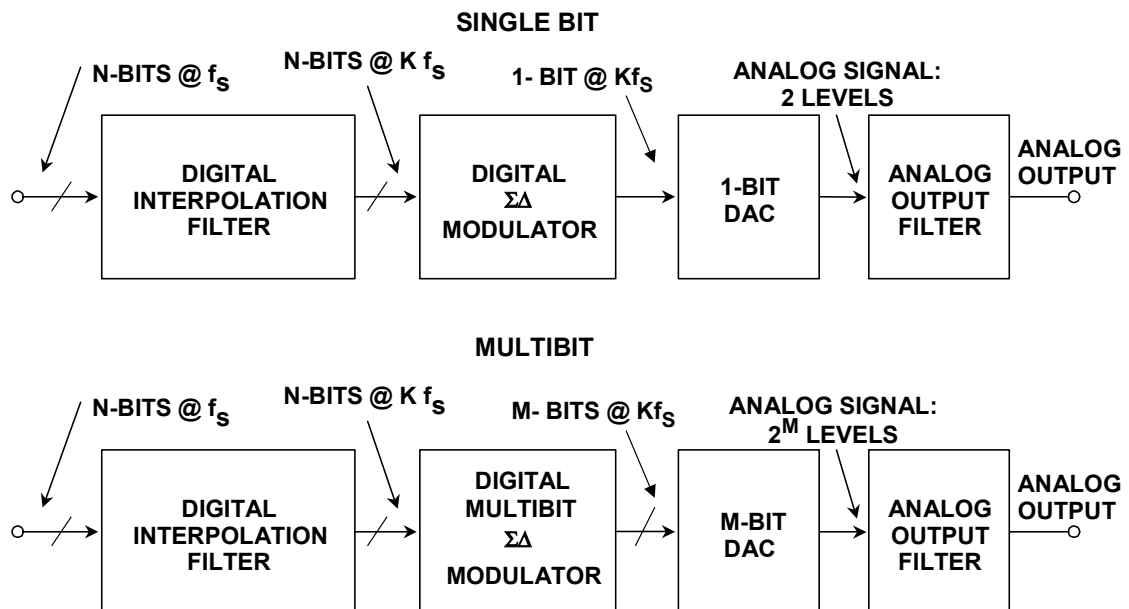 SINGLE BIT
N-BITS @ fS
N-BITS @ K fS
1- BIT @ KfS
ANALOG SIGNAL:
2 LEVELS
DIGITAL
INTERPOLATION
FILTER
DIGITAL
ΣΔ
MODULATOR
1-BIT
DAC
ANALOG
OUTPUT
FILTER
ANALOG
OUTPUT
MULTIBIT
N-BITS @ fS
N-BITS @ K fS
M- BITS @ KfS
ANALOG SIGNAL:
2^M LEVELS
DIGITAL
INTERPOLATION
FILTER
DIGITAL
MULTIBIT
ΣΔ
MODULATOR
M-BIT
DAC
ANALOG
OUTPUT
FILTER
ANALOG
OUTPUT